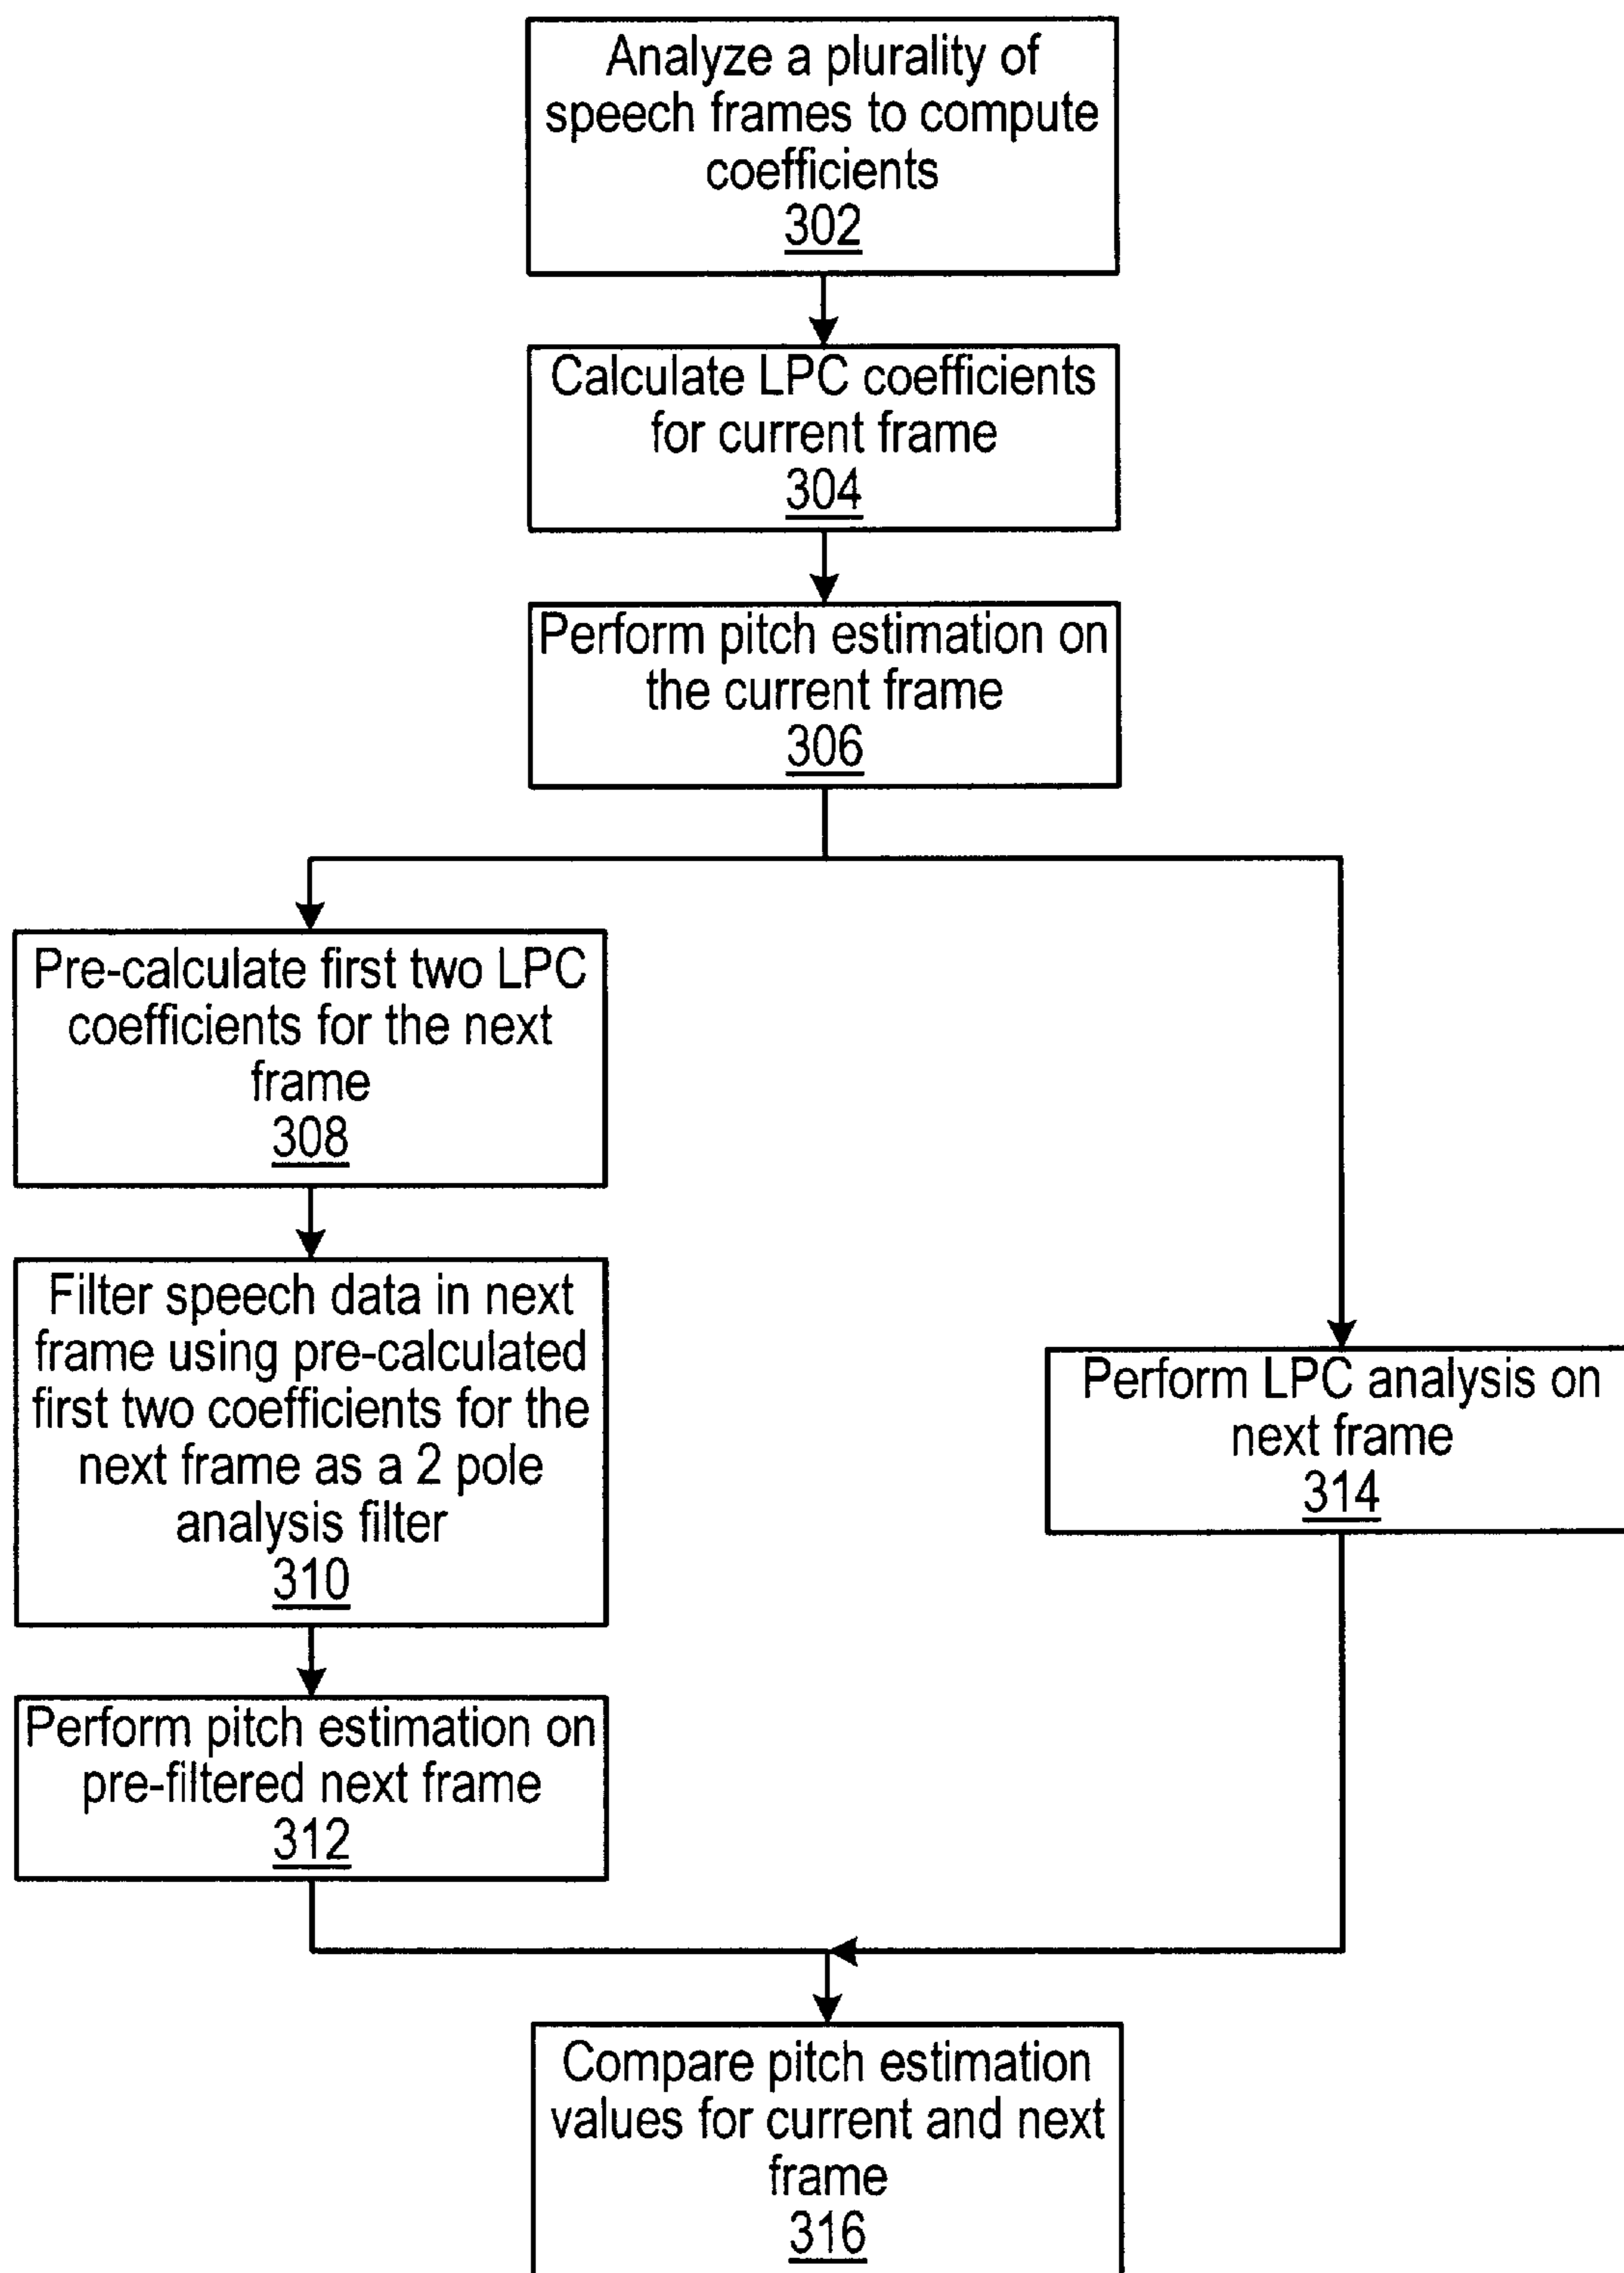 Analyze a plurality of
speech frames to compute
coefficients
302
Calculate LPC coefficients
for current frame
304
Perform pitch estimation on
the current frame
306
Pre-calculate first two LPC
coefficients for the next
frame
308
Filter speech data in next
frame using pre-calculated
first two coefficients for the
next frame as a 2 pole
analysis filter
310
Perform pitch estimation on
pre-filtered next frame
312
Perform LPC analysis on
next frame
314
Compare pitch estimation
values for current and next
frame
316